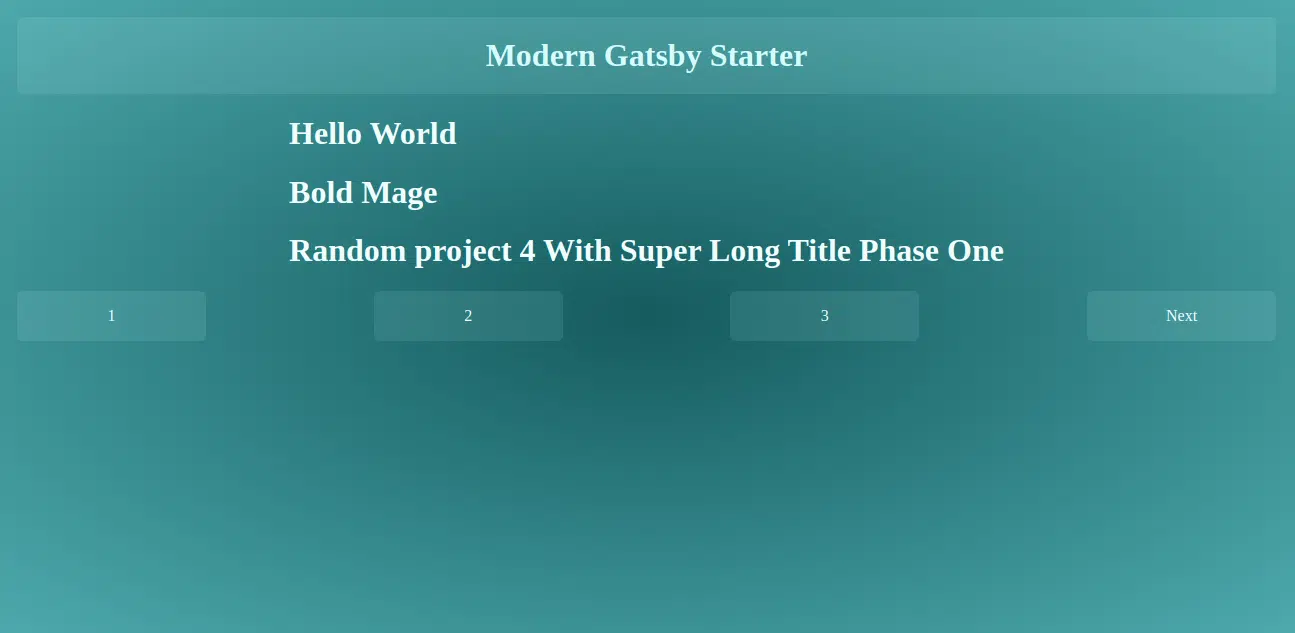 Modern Gatsby Starter
Hello World
Bold Mage
Random project 4 With Super Long Title Phase One
1 2 3 Next